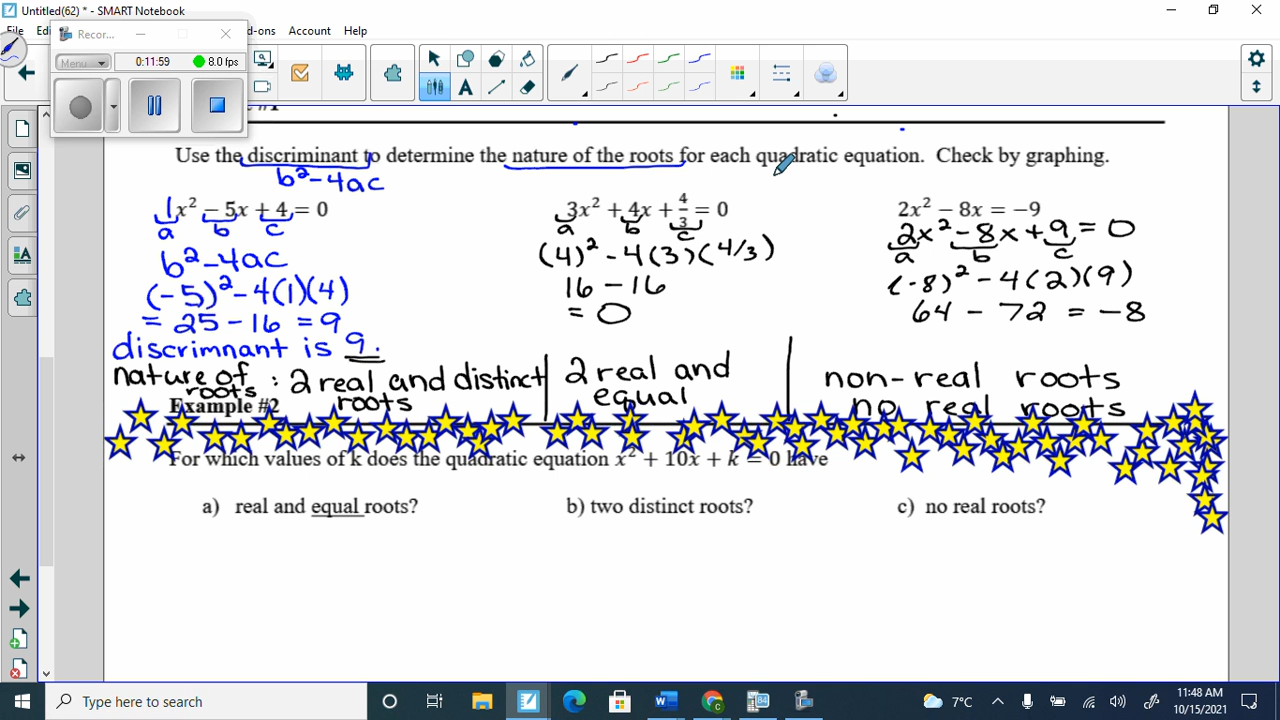 Untitled(62) * - SMART Notebook
File Edi d-ons Account Help
Recor...
Menu 0:11:59 8.0 fps
Use the discriminant to determine the nature of the roots for each quadratic equation. Check by graphing.
b² - 4ac
1x² - 5x + 4 = 0
a b c
b² - 4ac
(-5)² - 4(1)(4)
= 25 - 16 = 9
discrimnant is 9.
nature of roots : 2 real and distinct roots
3x² + 4x + 4/3 = 0
a b c
(4)² - 4(3)(4/3)
16 - 16
= 0
2 real and
equal
2x² - 8x = -9
2x² - 8x + 9 = 0
a b c
(-8)² - 4(2)(9)
64 - 72 = -8
non-real roots
no real roots
Example #2
For which values of k does the quadratic equation x² + 10x + k = 0 have
a) real and equal roots? b) two distinct roots? c) no real roots?
Type here to search
7°C
11:48 AM
10/15/2021